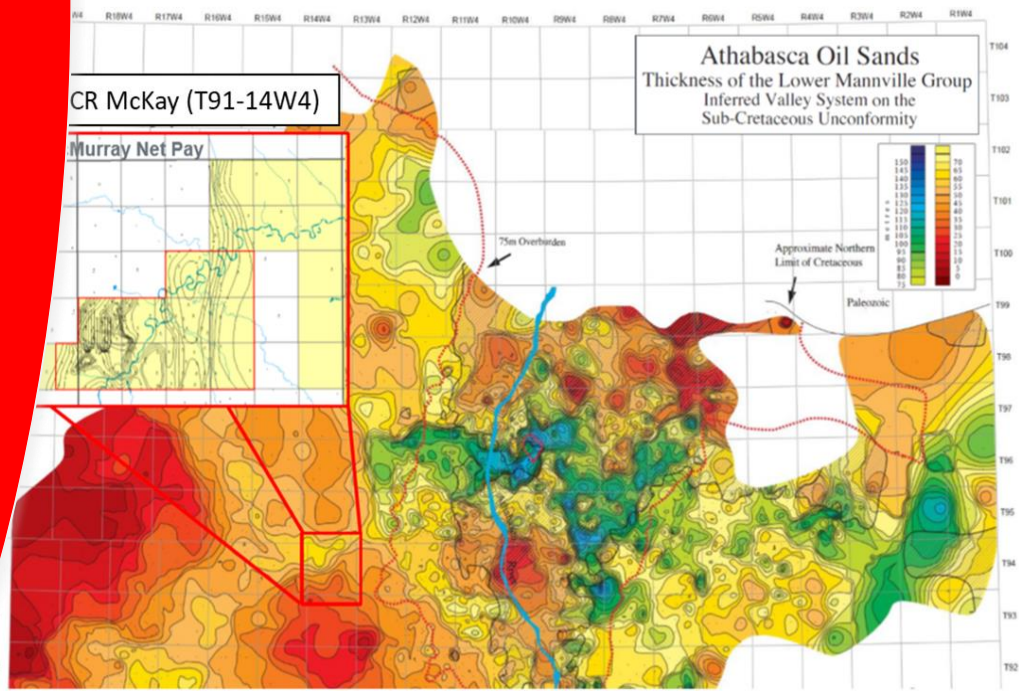 W4 R18W4 R17W4 R16W4 R15W4 R14W4 R13W4 R12W4 R11W4 R10W4 R9W4 R8W4 R7W4 R6W4 R5W4 R4W4 R3W4 R2W4 R1W4
Athabasca Oil Sands
Thickness of the Lower Mannville Group
Inferred Valley System on the
Sub-Cretaceous Unconformity
CR McKay (T91-14W4)
Murray Net Pay
T104
T103
T102
T101
T100
T99
T98
T97
T96
T95
T94
T93
T92
150 70
145 65
140 60
135 55
130 50
125 45
120 40
115 35
110 30
105 25
100 20
95 15
90 10
85 5
80 0
75
metres
75m Overburden
Approximate Northern
Limit of Cretaceous
Paleozoic